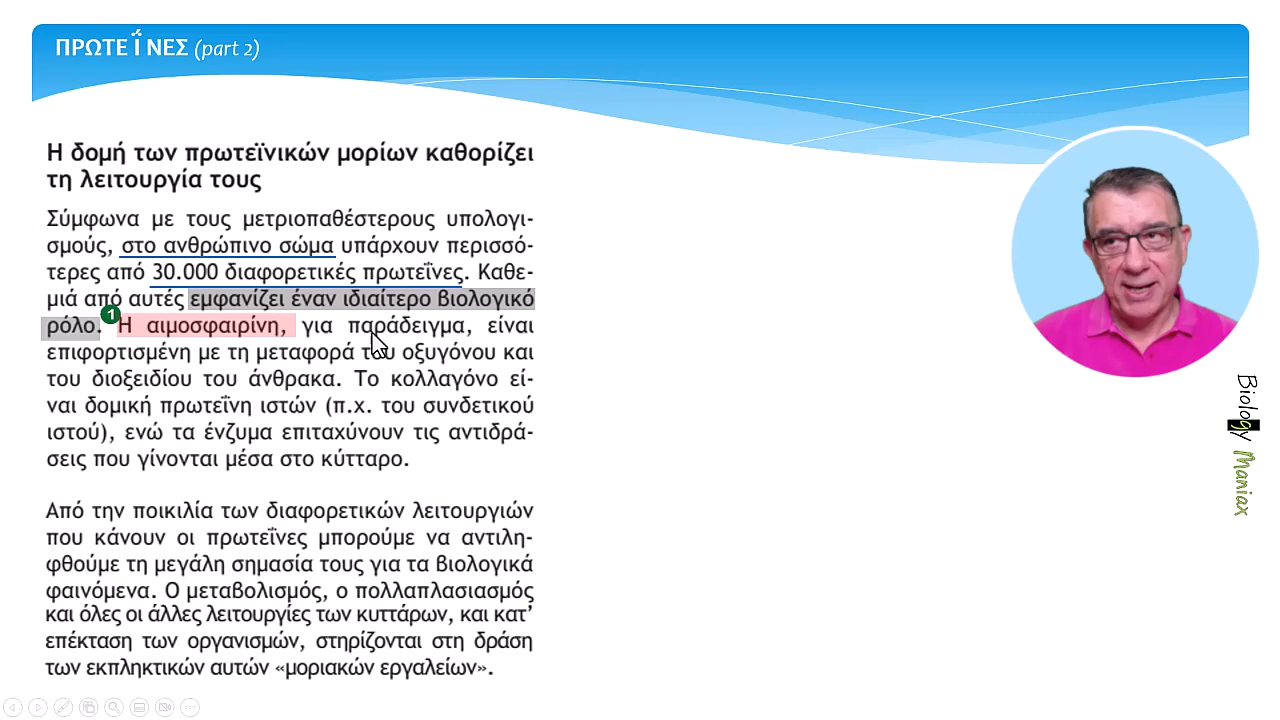 ΠΡΩΤΕΪΝΕΣ (part 2)
Η δομή των πρωτεϊνικών μορίων καθορίζει
τη λειτουργία τους
Σύμφωνα με τους μετριοπαθέστερους υπολογι-
σμούς, στο ανθρώπινο σώμα υπάρχουν περισσό-
τερες από 30.000 διαφορετικές πρωτεΐνες. Καθε-
μιά από αυτές εμφανίζει έναν ιδιαίτερο βιολογικό
ρόλο. 1 Η αιμοσφαιρίνη, για παράδειγμα, είναι
επιφορτισμένη με τη μεταφορά του οξυγόνου και
του διοξειδίου του άνθρακα. Το κολλαγόνο εί-
ναι δομική πρωτεΐνη ιστών (π.χ. του συνδετικού
ιστού), ενώ τα ένζυμα επιταχύνουν τις αντιδρά-
σεις που γίνονται μέσα στο κύτταρο.
Από την ποικιλία των διαφορετικών λειτουργιών
που κάνουν οι πρωτεΐνες μπορούμε να αντιλη-
φθούμε τη μεγάλη σημασία τους για τα βιολογικά
φαινόμενα. Ο μεταβολισμός, ο πολλαπλασιασμός
και όλες οι άλλες λειτουργίες των κυττάρων, και κατ’
επέκταση των οργανισμών, στηρίζονται στη δράση
των εκπληκτικών αυτών «μοριακών εργαλείων».
Biology Maniax